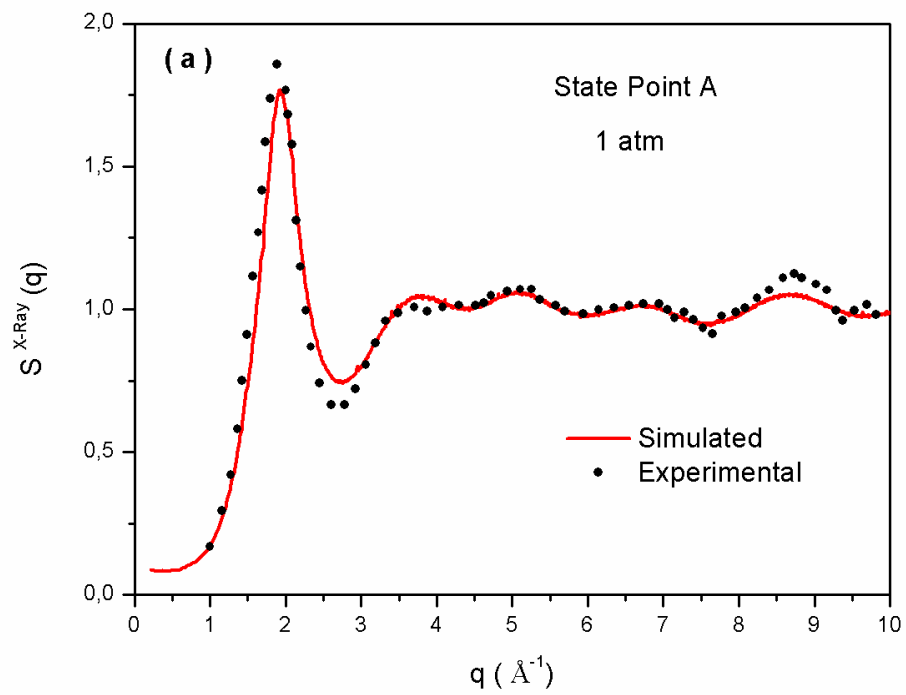 ( a )
State Point A
1 atm
2,0
1,5
1,0
0,5
0,0
S X-Ray (q)
Simulated
Experimental
0 1 2 3 4 5 6 7 8 9 10
q ( Å-1)